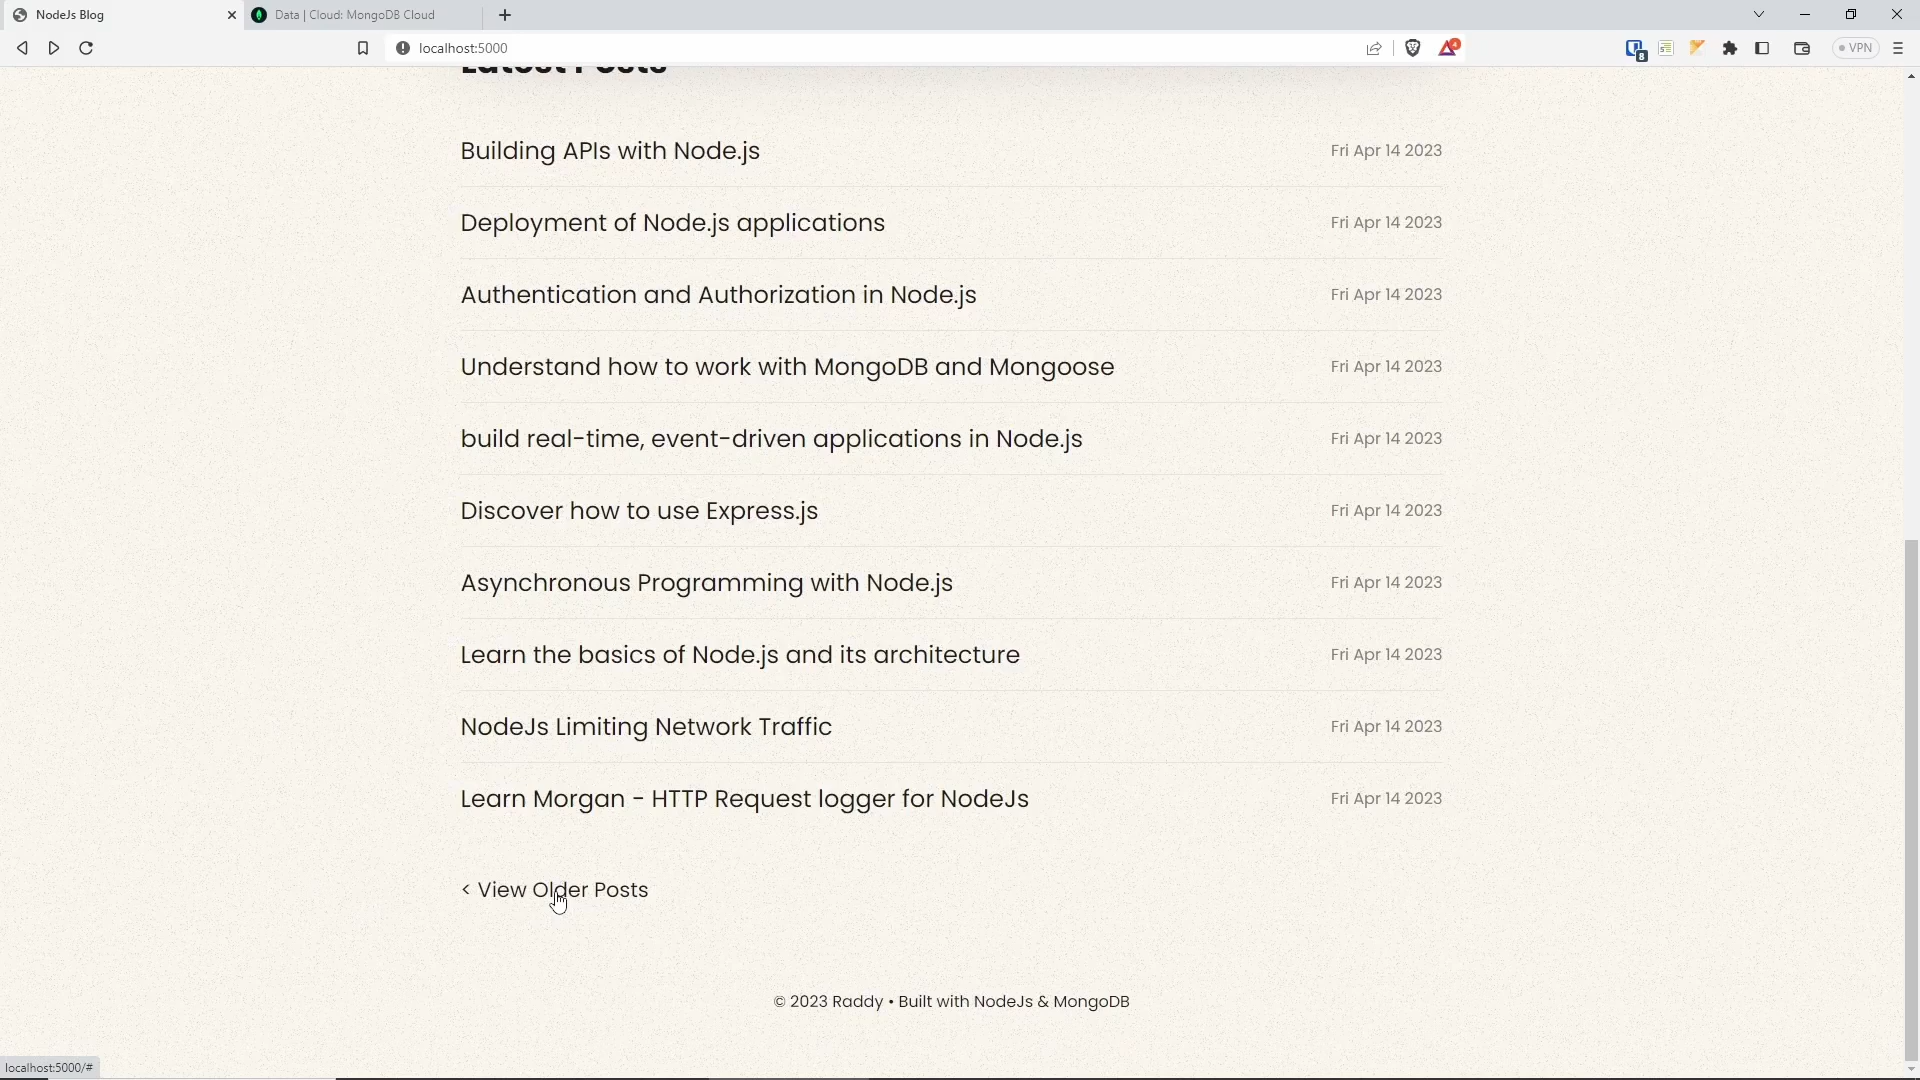 NodeJs Blog
Data | Cloud: MongoDB Cloud
localhost:5000
4
8
VPN
Latest Posts
Building APIs with Node.js Fri Apr 14 2023
Deployment of Node.js applications Fri Apr 14 2023
Authentication and Authorization in Node.js Fri Apr 14 2023
Understand how to work with MongoDB and Mongoose Fri Apr 14 2023
build real-time, event-driven applications in Node.js Fri Apr 14 2023
Discover how to use Express.js Fri Apr 14 2023
Asynchronous Programming with Node.js Fri Apr 14 2023
Learn the basics of Node.js and its architecture Fri Apr 14 2023
NodeJs Limiting Network Traffic Fri Apr 14 2023
Learn Morgan - HTTP Request logger for NodeJs Fri Apr 14 2023
< View Older Posts
© 2023 Raddy • Built with NodeJs & MongoDB
localhost:5000/#